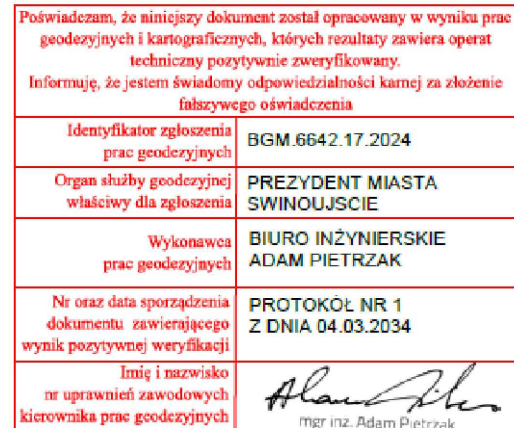 Poświadczam, że niniejszy dokument został opracowany w wyniku prac
geodezyjnych i kartograficznych, których rezultaty zawiera operat
techniczny pozytywnie zweryfikowany.
Informuję, że jestem świadomy odpowiedzialności karnej za złożenie
fałszywego oświadczenia
Identyfikator zgłoszenia
prac geodezyjnych
BGM.6642.17.2024
Organ służby geodezyjnej
właściwy dla zgłoszenia
PREZYDENT MIASTA
SWINOUJSCIE
Wykonawca
prac geodezyjnych
BIURO INŻYNIERSKIE
ADAM PIETRZAK
Nr oraz data sporządzenia
dokumentu zawierającego
wynik pozytywnej weryfikacji
PROTOKÓŁ NR 1
Z DNIA 04.03.2034
Imię i nazwisko
nr uprawnień zawodowych
kierownika prac geodezyjnych
mgr inż. Adam Pietrzak